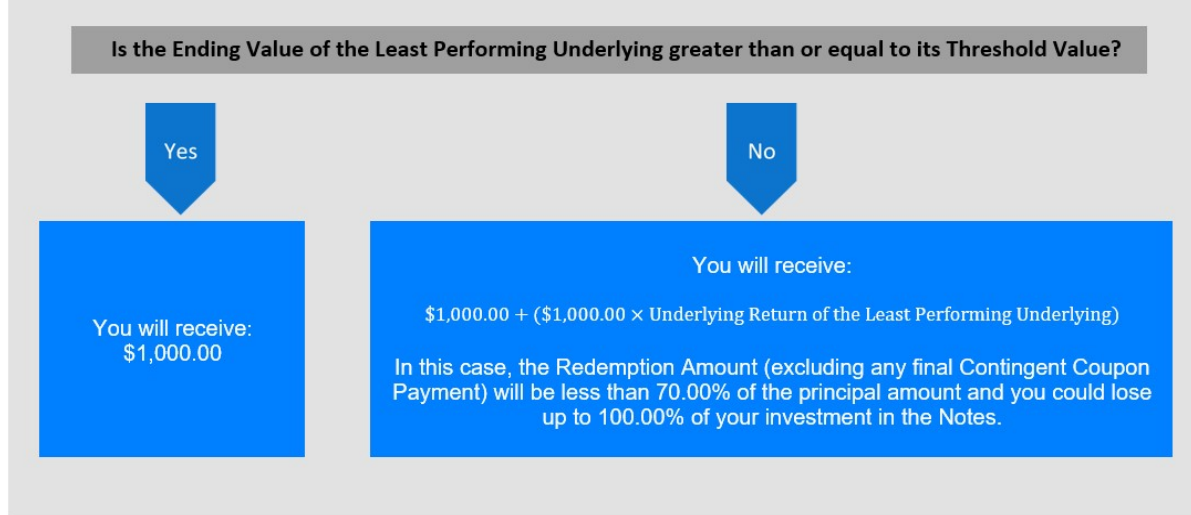 Is the Ending Value of the Least Performing Underlying greater than or equal to its Threshold Value?
Yes
No
You will receive:
$1,000.00
You will receive:
$1,000.00 + ($1,000.00 × Underlying Return of the Least Performing Underlying)
In this case, the Redemption Amount (excluding any final Contingent Coupon
Payment) will be less than 70.00% of the principal amount and you could lose
up to 100.00% of your investment in the Notes.